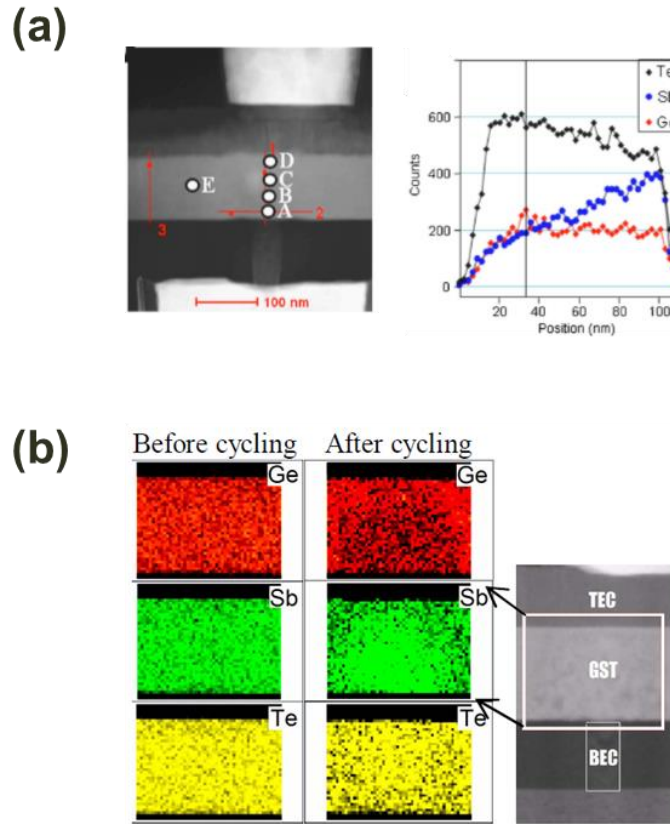 (a)
1
D
C
E
B
A
2
3
100 nm
Counts
600
400
200
0
20 40 60 80 100
Position (nm)
Te
(b)
Before cycling After cycling
Ge Ge
Sb Sb
Te Te
TEC
GST
BEC